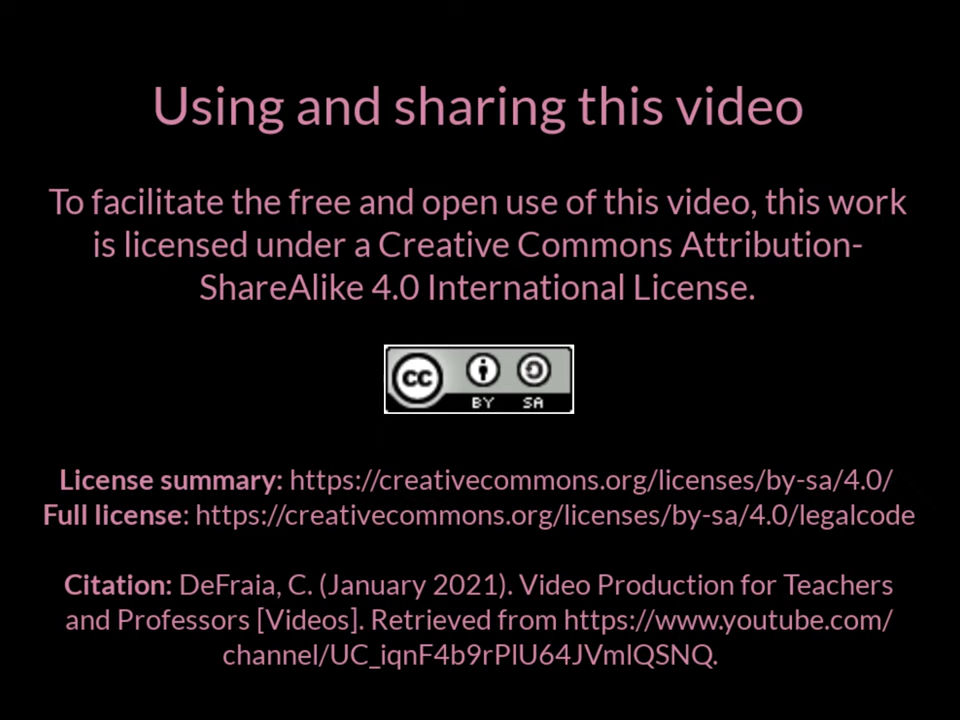 Using and sharing this video
To facilitate the free and open use of this video, this work
is licensed under a Creative Commons Attribution-
ShareAlike 4.0 International License.
cc
BY SA
License summary: https://creativecommons.org/licenses/by-sa/4.0/
Full license: https://creativecommons.org/licenses/by-sa/4.0/legalcode
Citation: DeFraia, C. (January 2021). Video Production for Teachers
and Professors [Videos]. Retrieved from https://www.youtube.com/
channel/UC_iqnF4b9rPlU64JVmlQSNQ.